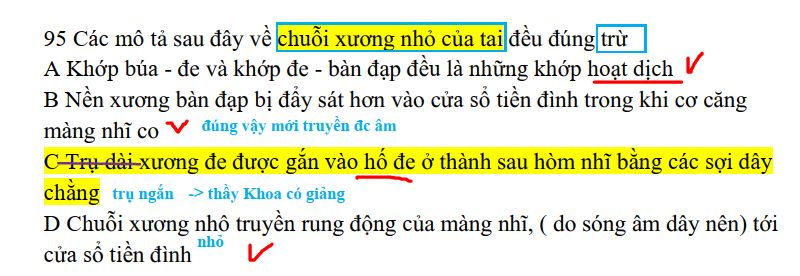 95 Các mô tả sau đây về chuỗi xương nhỏ của tai đều đúng trừ
A Khớp búa - đe và khớp đe - bàn đạp đều là những khớp hoạt dịch
B Nền xương bàn đạp bị đẩy sát hơn vào cửa sổ tiền đình trong khi cơ căng
màng nhĩ co đúng vậy mới truyền đc âm
C Trụ dài xương đe được gắn vào hố đe ở thành sau hòm nhĩ bằng các sợi dây
chằng trụ ngắn -> thầy Khoa có giảng
D Chuỗi xương nhô truyền rung động của màng nhĩ, ( do sóng âm dây nên) tới
cửa sổ tiền đình nhỏ